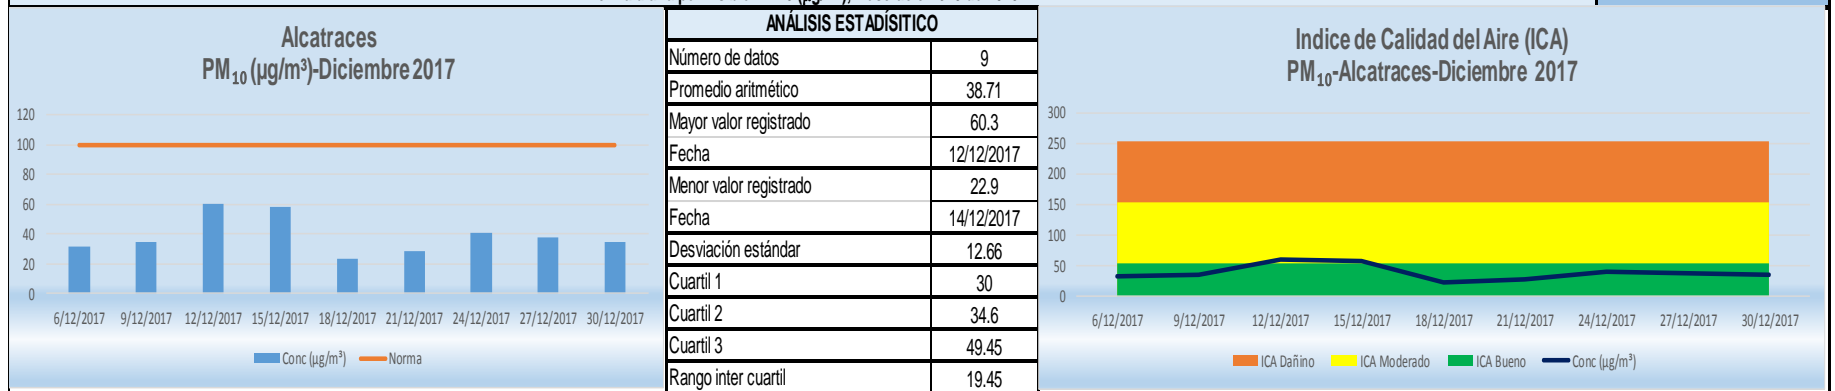 Alcatraces
PM₁₀ (µg/m³)-Diciembre 2017
120
100
80
60
40
20
0
6/12/2017 9/12/2017 12/12/2017 15/12/2017 18/12/2017 21/12/2017 24/12/2017 27/12/2017 30/12/2017
Conc (µg/m³) Norma
ANÁLISIS ESTADÍSITICO
Número de datos 9
Promedio aritmético 38.71
Mayor valor registrado 60.3
Fecha 12/12/2017
Menor valor registrado 22.9
Fecha 14/12/2017
Desviación estándar 12.66
Cuartil 1 30
Cuartil 2 34.6
Cuartil 3 49.45
Rango inter cuartil 19.45
Indice de Calidad del Aire (ICA)
PM₁₀-Alcatraces-Diciembre 2017
300
250
200
150
100
50
0
6/12/2017 9/12/2017 12/12/2017 15/12/2017 18/12/2017 21/12/2017 24/12/2017 27/12/2017 30/12/2017
ICA Dañino ICA Moderado ICA Bueno Conc (µg/m³)